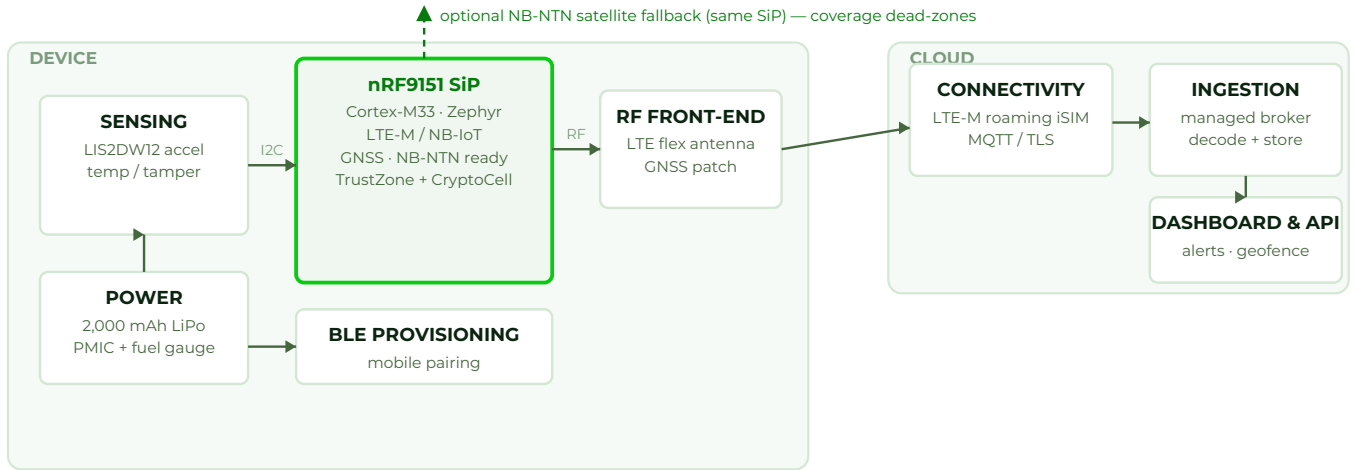 optional NB-NTN satellite fallback (same SiP) — coverage dead-zones
DEVICE
SENSING
LIS2DW12 accel
temp / tamper
I2C
nRF9151 SiP
Cortex-M33 · Zephyr
LTE-M / NB-IoT
GNSS · NB-NTN ready
TrustZone + CryptoCell
RF
RF FRONT-END
LTE flex antenna
GNSS patch
POWER
2,000 mAh LiPo
PMIC + fuel gauge
BLE PROVISIONING
mobile pairing
CLOUD
CONNECTIVITY
LTE-M roaming iSIM
MQTT / TLS
INGESTION
managed broker
decode + store
DASHBOARD & API
alerts · geofence